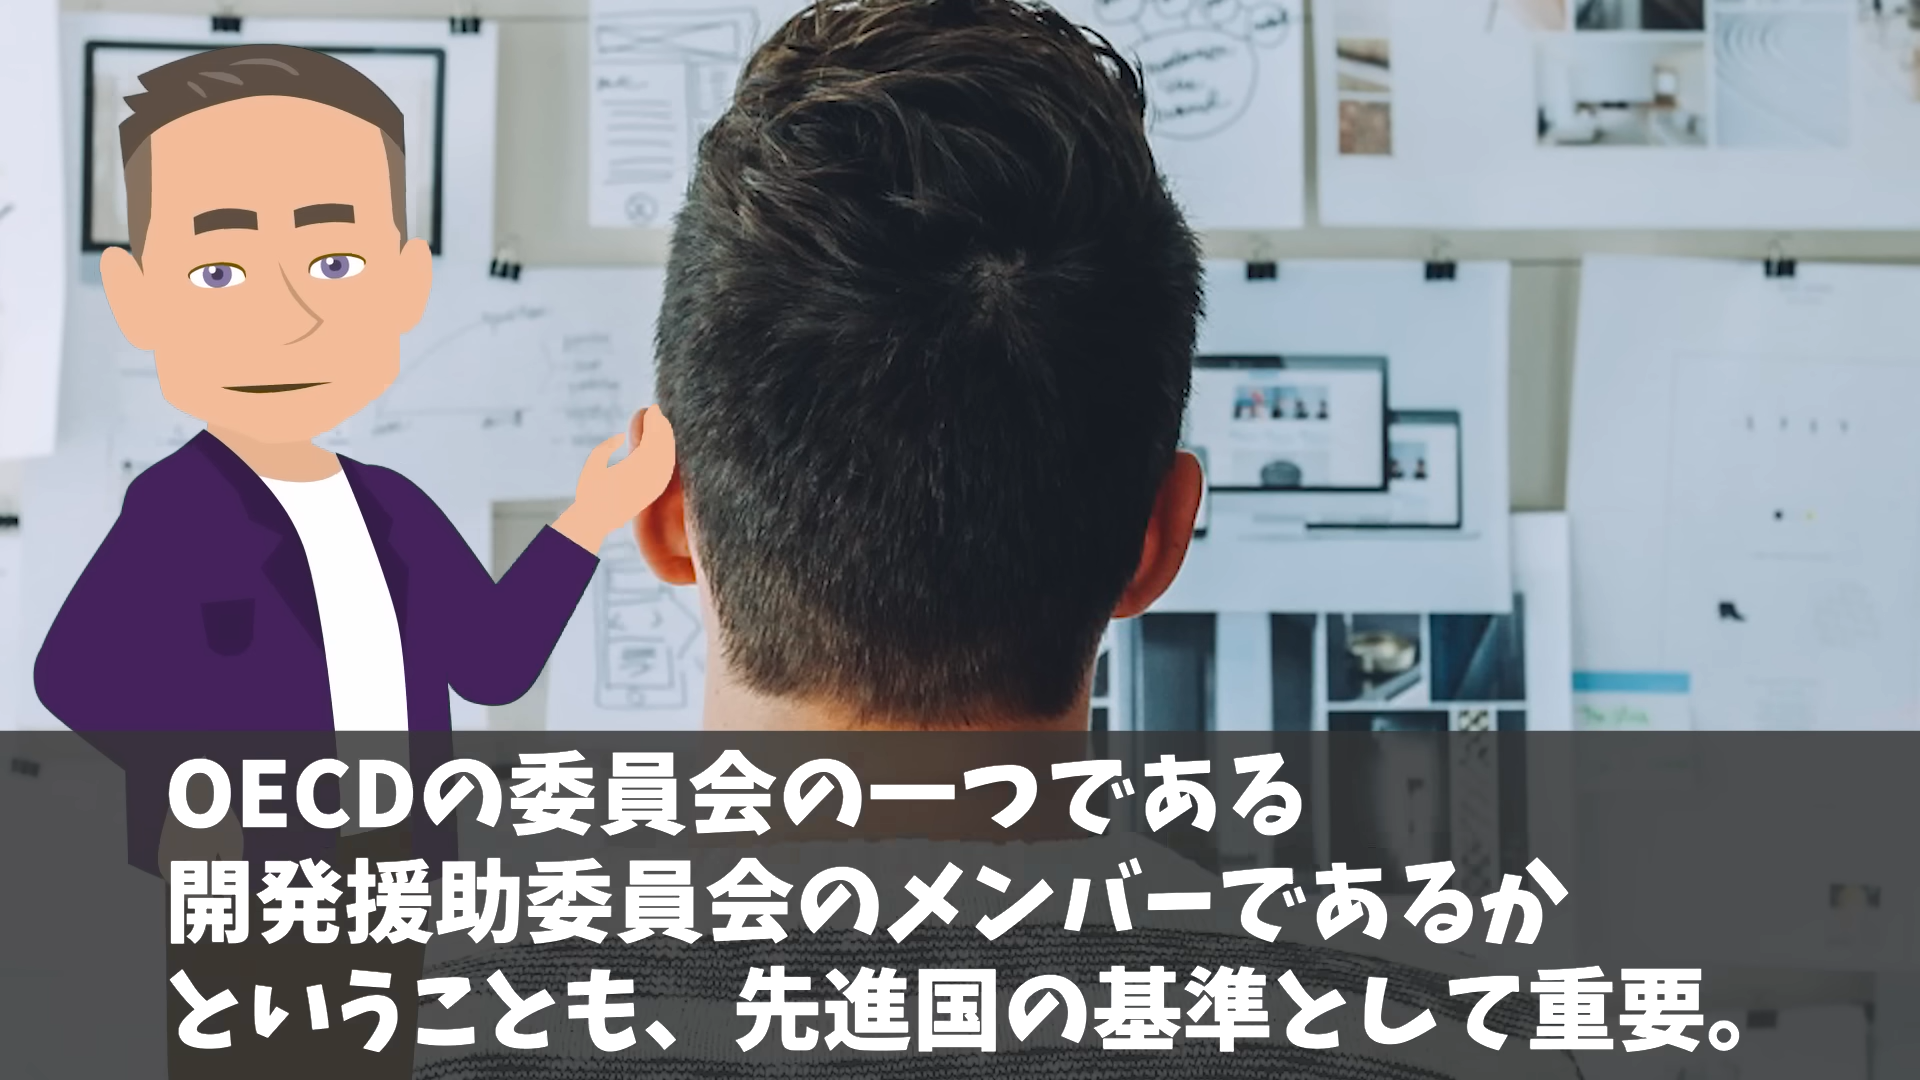 OECDの委員会の一つである
開発援助委員会のメンバーであるか
ということも、先進国の基準として重要。